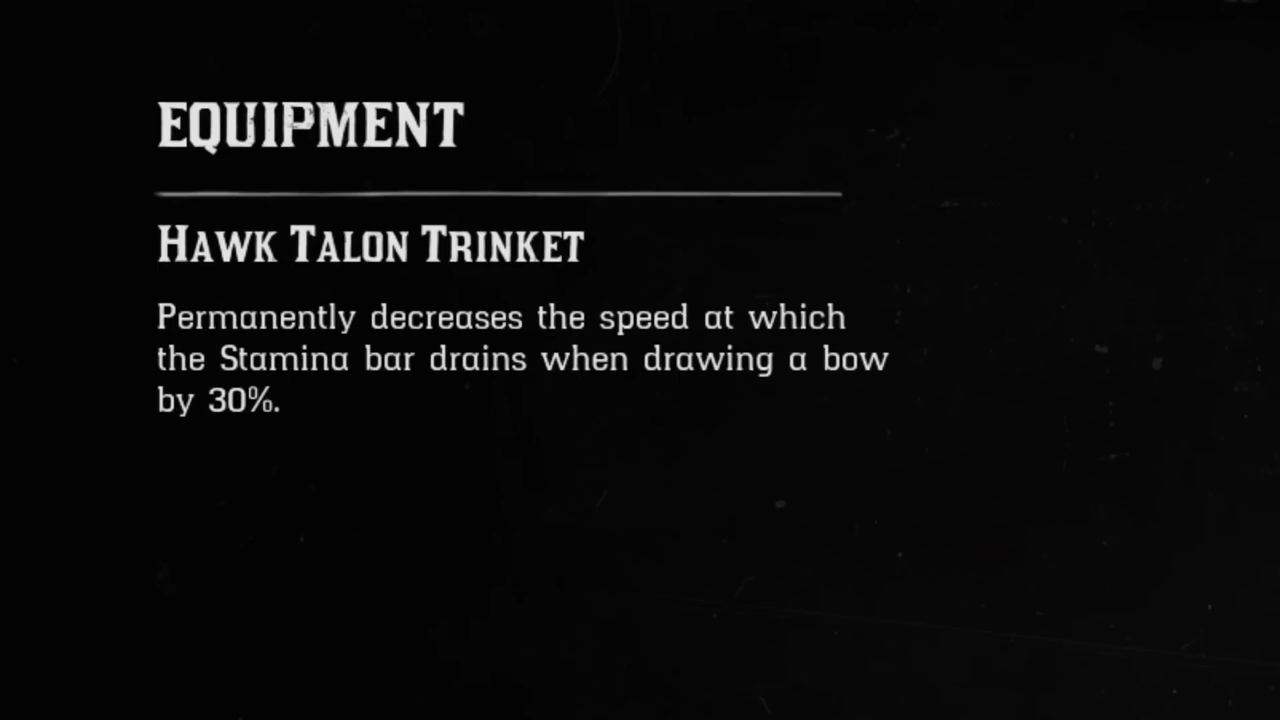 EQUIPMENT
HAWK TALON TRINKET
Permanently decreases the speed at which
the Stamina bar drains when drawing a bow
by 30%.